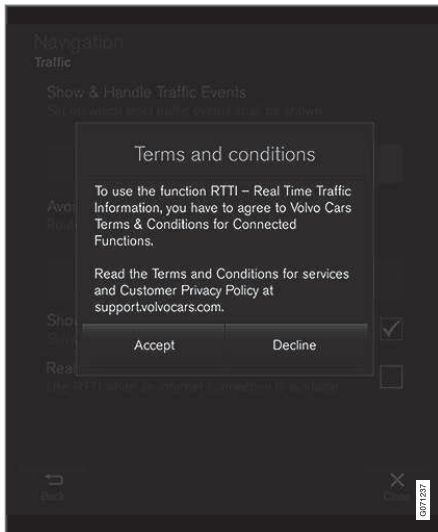 Navigation
Traffic
Show & Handle Traffic Events
Terms and conditions
To use the function RTTI – Real Time Traffic
Information, you have to agree to Volvo Cars
Terms & Conditions for Connected
Functions.
Read the Terms and Conditions for services
and Customer Privacy Policy at
support.volvocars.com.
Accept
Decline
Back
Close
G071237